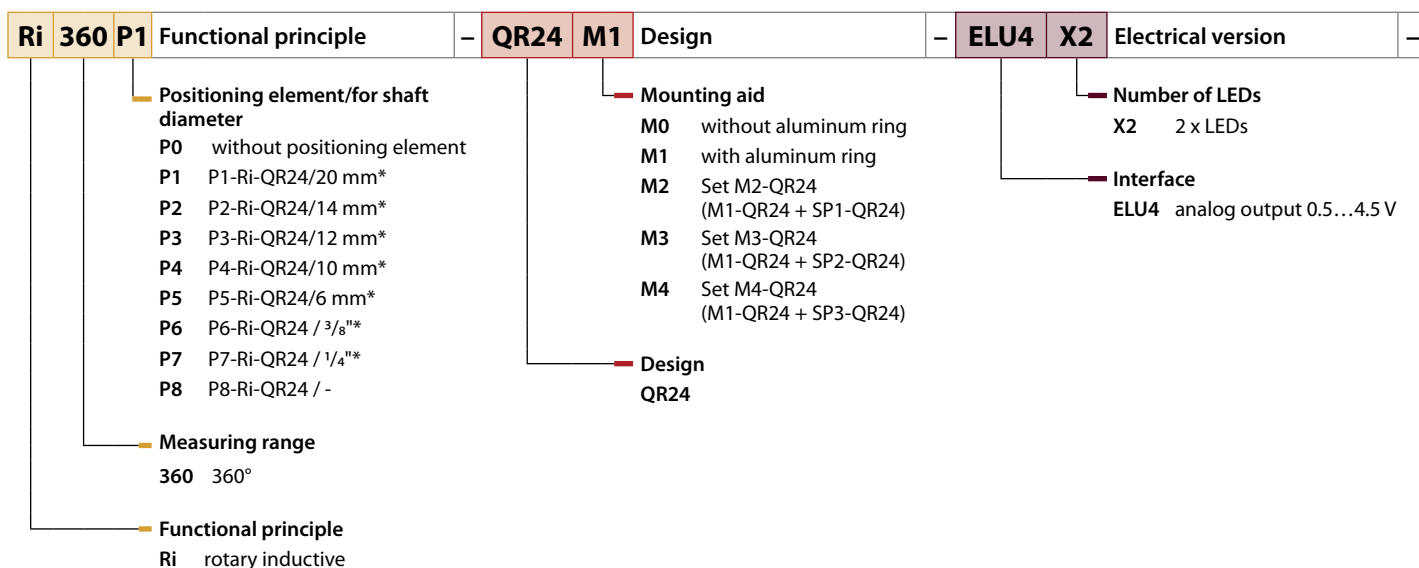 Ri 360 P1 Functional principle – QR24 M1 Design – ELU4 X2 Electrical version –
Positioning element/for shaft
diameter
P0 without positioning element
P1 P1-Ri-QR24/20 mm*
P2 P2-Ri-QR24/14 mm*
P3 P3-Ri-QR24/12 mm*
P4 P4-Ri-QR24/10 mm*
P5 P5-Ri-QR24/6 mm*
P6 P6-Ri-QR24 / ³/₈"*
P7 P7-Ri-QR24 / ¹/₄"*
P8 P8-Ri-QR24 / -
Measuring range
360 360°
Functional principle
Ri rotary inductive
Mounting aid
M0 without aluminum ring
M1 with aluminum ring
M2 Set M2-QR24
(M1-QR24 + SP1-QR24)
M3 Set M3-QR24
(M1-QR24 + SP2-QR24)
M4 Set M4-QR24
(M1-QR24 + SP3-QR24)
Design
QR24
Number of LEDs
X2 2 x LEDs
Interface
ELU4 analog output 0.5…4.5 V